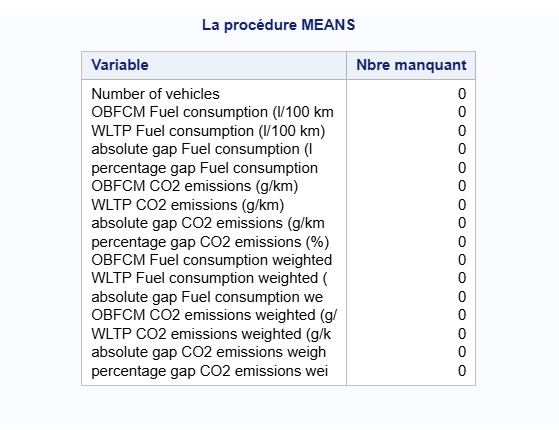 La procédure MEANS
Variable Nbre manquant
Number of vehicles 0
OBFCM Fuel consumption (l/100 km 0
WLTP Fuel consumption (l/100 km) 0
absolute gap Fuel consumption (l 0
percentage gap Fuel consumption 0
OBFCM CO2 emissions (g/km) 0
WLTP CO2 emissions (g/km) 0
absolute gap CO2 emissions (g/km 0
percentage gap CO2 emissions (%) 0
OBFCM Fuel consumption weighted 0
WLTP Fuel consumption weighted ( 0
absolute gap Fuel consumption we 0
OBFCM CO2 emissions weighted (g/ 0
WLTP CO2 emissions weighted (g/k 0
absolute gap CO2 emissions weigh 0
percentage gap CO2 emissions wei 0